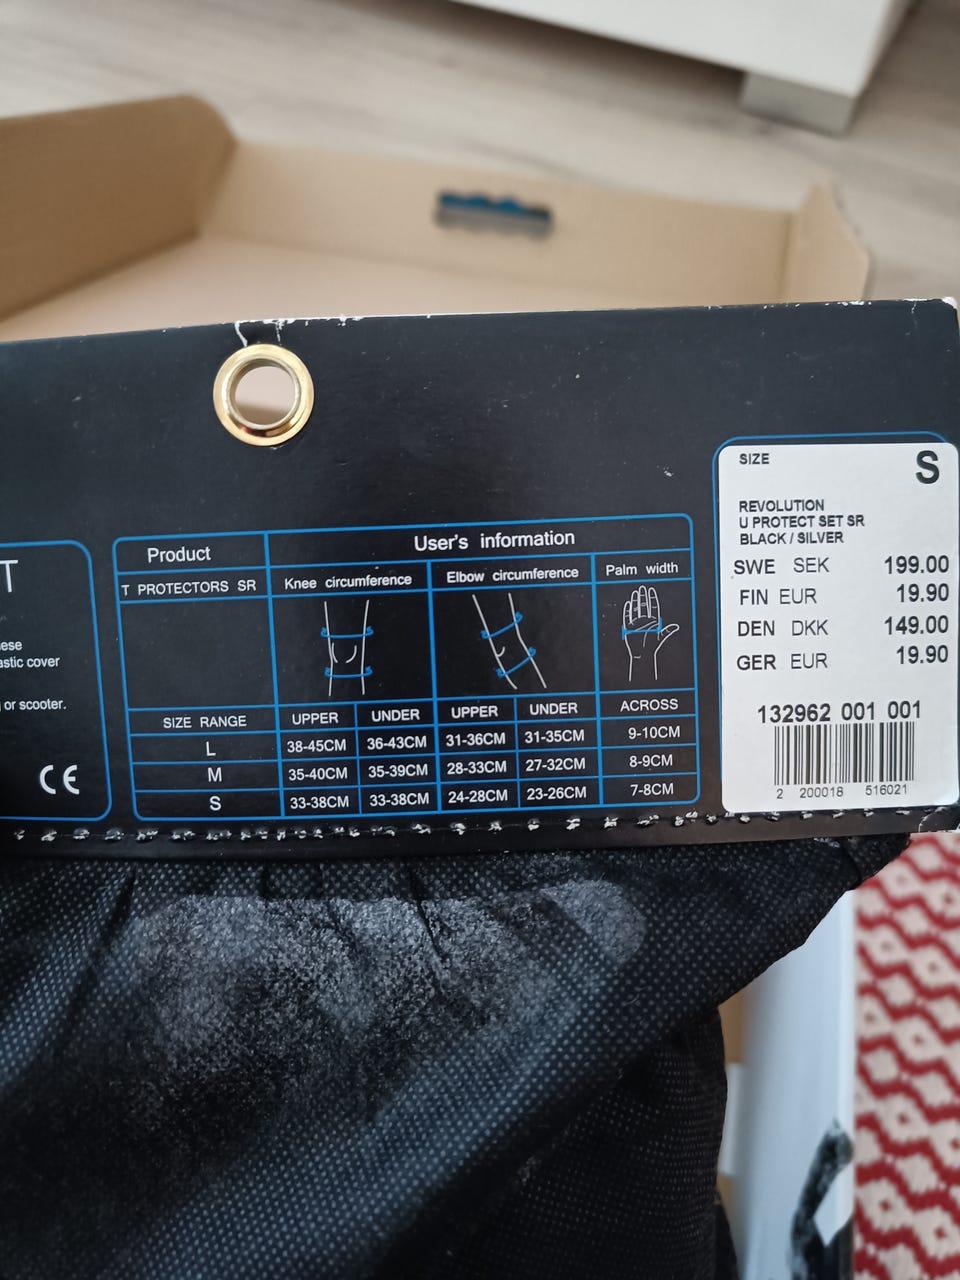 T
ese
astic cover
or scooter.
CE
Product
User's information
T PROTECTORS SR
Knee circumference
Elbow circumference
Palm width
SIZE RANGE
UPPER
UNDER
UPPER
UNDER
ACROSS
L
38-45CM
36-43CM
31-36CM
31-35CM
9-10CM
M
35-40CM
35-39CM
28-33CM
27-32CM
8-9CM
S
33-38CM
33-38CM
24-28CM
23-26CM
7-8CM
SIZE S
REVOLUTION
U PROTECT SET SR
BLACK / SILVER
SWE SEK 199.00
FIN EUR 19.90
DEN DKK 149.00
GER EUR 19.90
132962 001 001
2 200018 516021